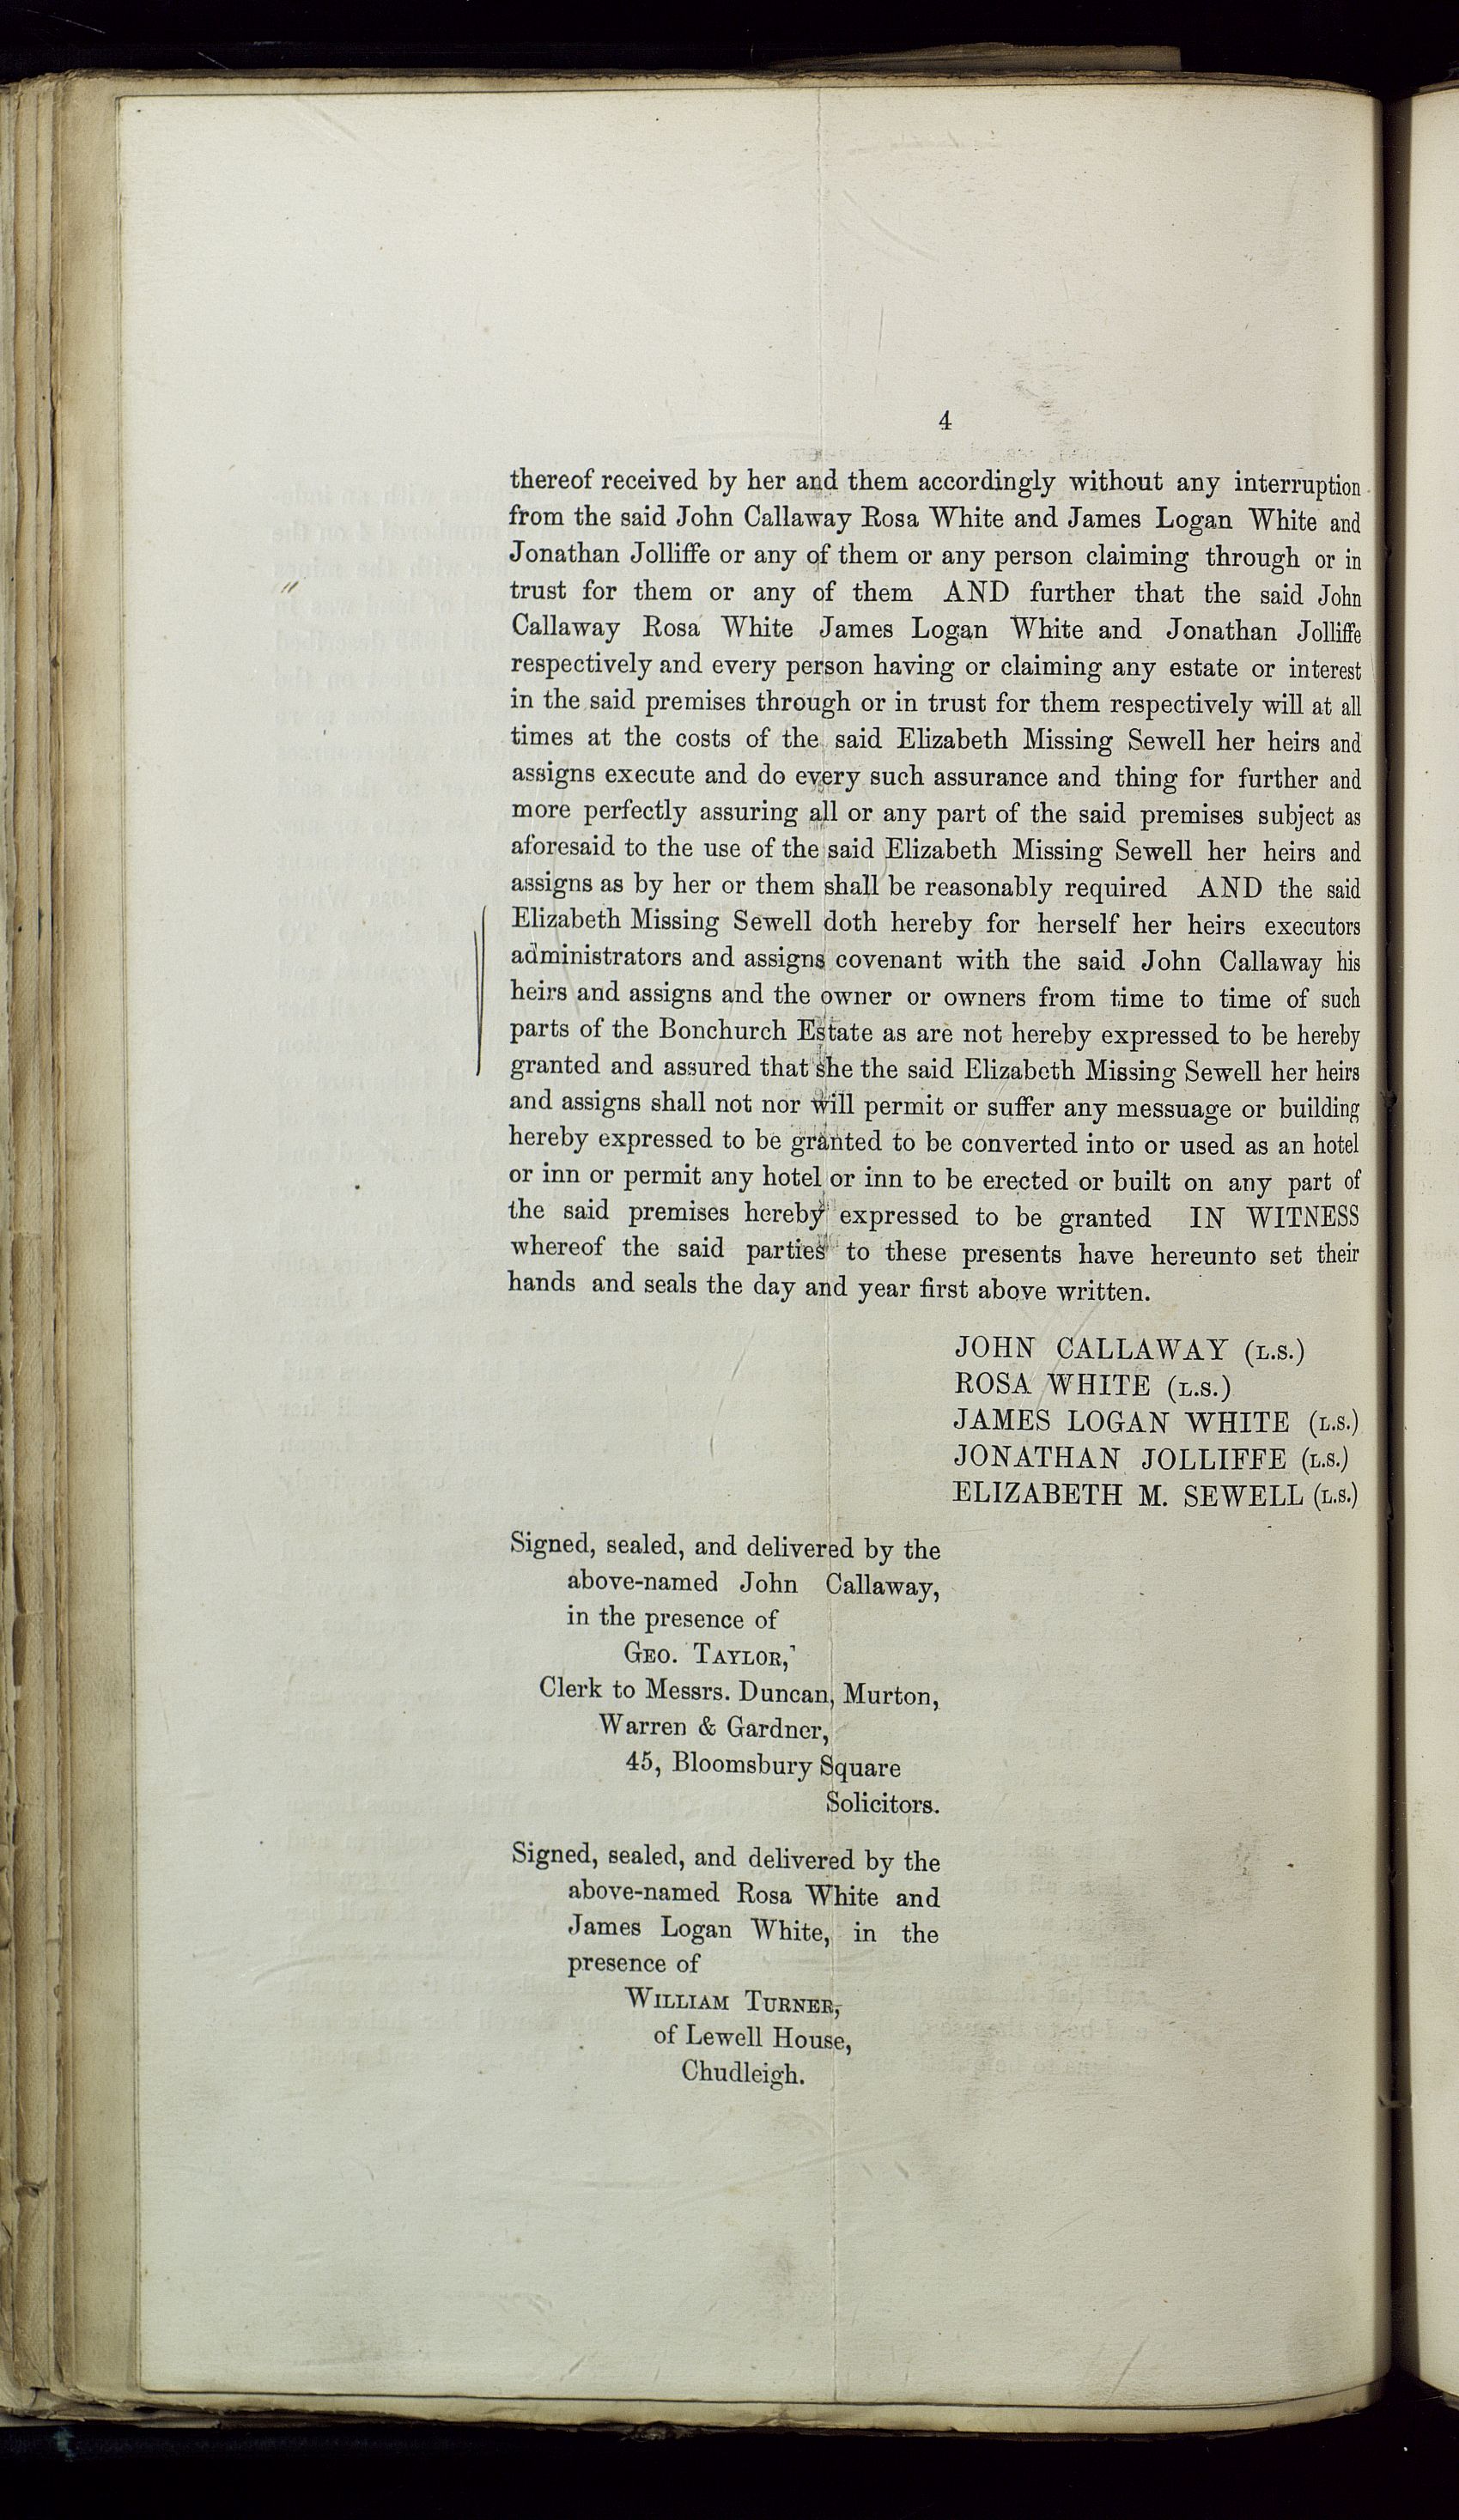 4
thereof received by her and them accordingly without any interruption
from the said John Callaway Rosa White and James Logan White and
Jonathan Jolliffe or any of them or any person claiming through or in
trust for them or any of them AND further that the said John
Callaway Rosa White James Logan White and Jonathan Jolliffe
respectively and every person having or claiming any estate or interest
in the said premises through or in trust for them respectively will at all
times at the costs of the said Elizabeth Missing Sewell her heirs and
assigns execute and do every such assurance and thing for further and
more perfectly assuring all or any part of the said premises subject as
aforesaid to the use of the said Elizabeth Missing Sewell her heirs and
assigns as by her or them shall be reasonably required AND the said
Elizabeth Missing Sewell doth hereby for herself her heirs executors
administrators and assigns covenant with the said John Callaway his
heirs and assigns and the owner or owners from time to time of such
parts of the Bonchurch Estate as are not hereby expressed to be hereby
granted and assured that she the said Elizabeth Missing Sewell her heirs
and assigns shall not nor will permit or suffer any messuage or building
hereby expressed to be granted to be converted into or used as an hotel
or inn or permit any hotel or inn to be erected or built on any part of
the said premises hereby expressed to be granted IN WITNESS
whereof the said parties to these presents have hereunto set their
hands and seals the day and year first above written.
JOHN CALLAWAY (L.S.)
ROSA WHITE (L.S.)
JAMES LOGAN WHITE (L.S.)
JONATHAN JOLLIFFE (L.S.)
ELIZABETH M. SEWELL (L.S.)
Signed, sealed, and delivered by the
above-named John Callaway,
in the presence of
GEO. TAYLOR,
Clerk to Messrs. Duncan, Murton,
Warren & Gardner,
45, Bloomsbury Square
Solicitors.
Signed, sealed, and delivered by the
above-named Rosa White and
James Logan White, in the
presence of
WILLIAM TURNER,
of Lewell House,
Chudleigh.